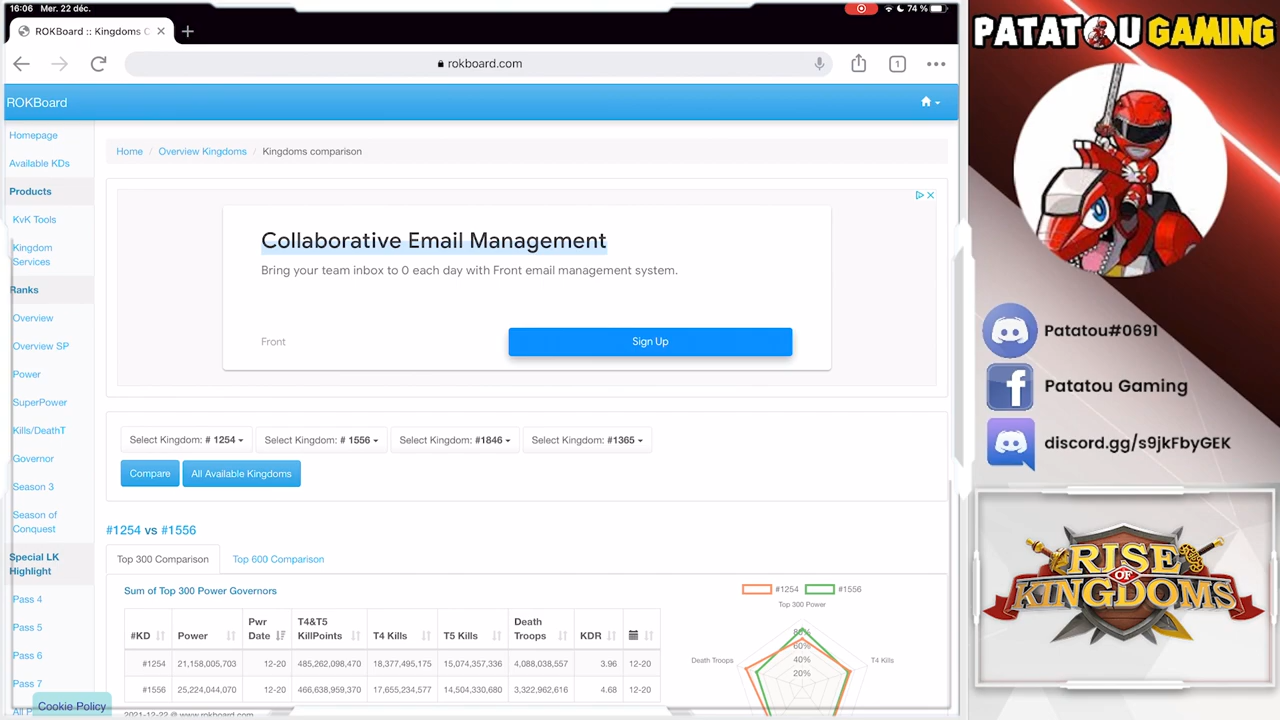 16:06 Mer. 22 déc.
74 %
ROKBoard :: Kingdoms C
rokboard.com
1
ROKBoard
Homepage
Available KDs
Products
KvK Tools
Kingdom
Services
Ranks
Overview
Overview SP
Power
SuperPower
Kills/DeathT
Governor
Season 3
Season of
Conquest
Special LK
Highlight
Pass 4
Pass 5
Pass 6
Pass 7
Cookie Policy
Home / Overview Kingdoms / Kingdoms comparison
Collaborative Email Management
Bring your team inbox to 0 each day with Front email management system.
Front
Sign Up
Select Kingdom: # 1254
Select Kingdom: # 1556
Select Kingdom: #1846
Select Kingdom: #1365
Compare
All Available Kingdoms
#1254 vs #1556
Top 300 Comparison
Top 600 Comparison
Sum of Top 300 Power Governors
#KD Power Pwr Date T4&T5 KillPoints T4 Kills T5 Kills Death Troops KDR
#1254 21,158,005,703 12-20 485,262,098,470 18,377,495,175 15,074,357,336 4,088,038,557 3.96 12-20
#1556 25,224,044,070 12-20 466,638,959,370 17,655,234,577 14,504,330,680 3,322,962,616 4.68 12-20
2021-12-22 @ www.rokboard.com
#1254 #1556
Top 300 Power
80%
60%
40%
20%
Death Troops
T4 Kills
PATATOU GAMING
Patatou#0691
Patatou Gaming
discord.gg/s9jkFbyGEK
RISE
OF
KINGDOMS